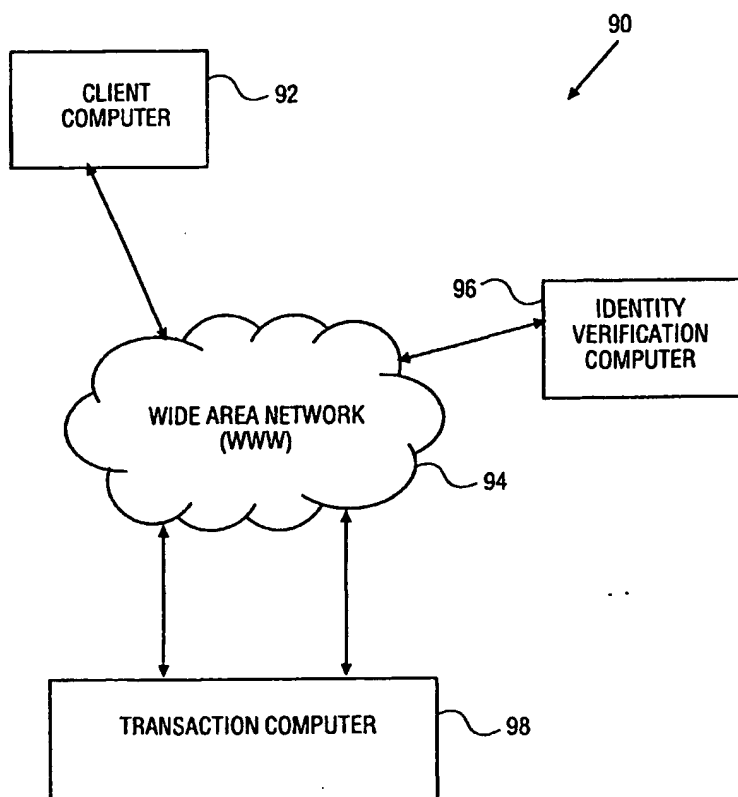 90
CLIENT
COMPUTER
92
96
IDENTITY
VERIFICATION
COMPUTER
WIDE AREA NETWORK
(WWW)
94
TRANSACTION COMPUTER
98